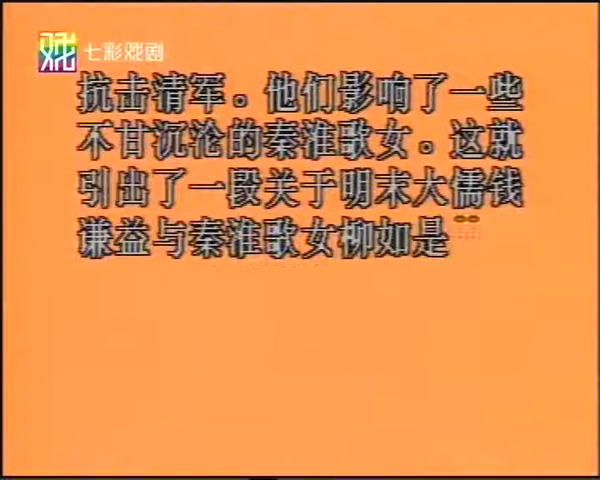 戏 七彩戏剧
抗击清军。他们影响了一些
不甘沉沦的秦淮歌女。这就
引出了一段关于明末大儒钱
谦益与秦淮歌女柳如是